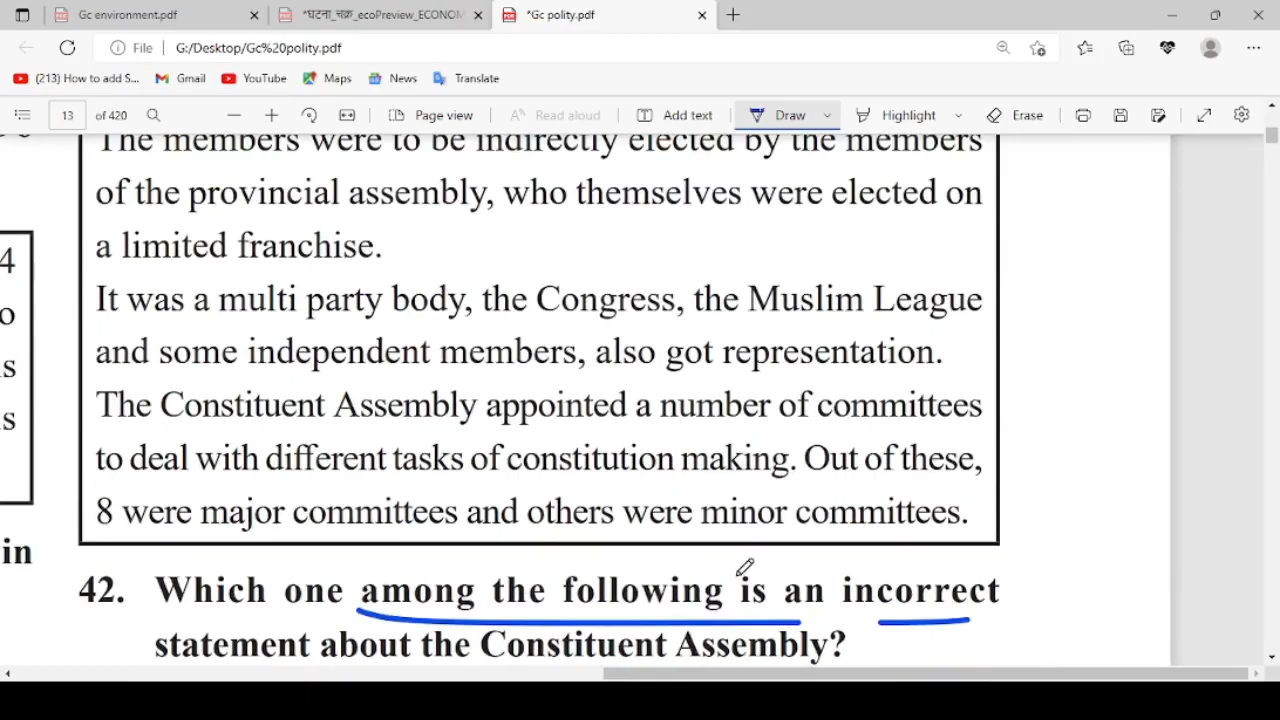 Gc environment.pdf
*घटना_चक्र_ecoPreview_ECONOM
*Gc polity.pdf
File
G:/Desktop/Gc%20polity.pdf
(213) How to add S...
Gmail
YouTube
Maps
News
Translate
13 of 420
Page view
Read aloud
Add text
Draw
Highlight
Erase
The members were to be indirectly elected by the members
of the provincial assembly, who themselves were elected on
a limited franchise.
It was a multi party body, the Congress, the Muslim League
and some independent members, also got representation.
The Constituent Assembly appointed a number of committees
to deal with different tasks of constitution making. Out of these,
8 were major committees and others were minor committees.
4
o
s
s
in
42. Which one among the following is an incorrect
statement about the Constituent Assembly?